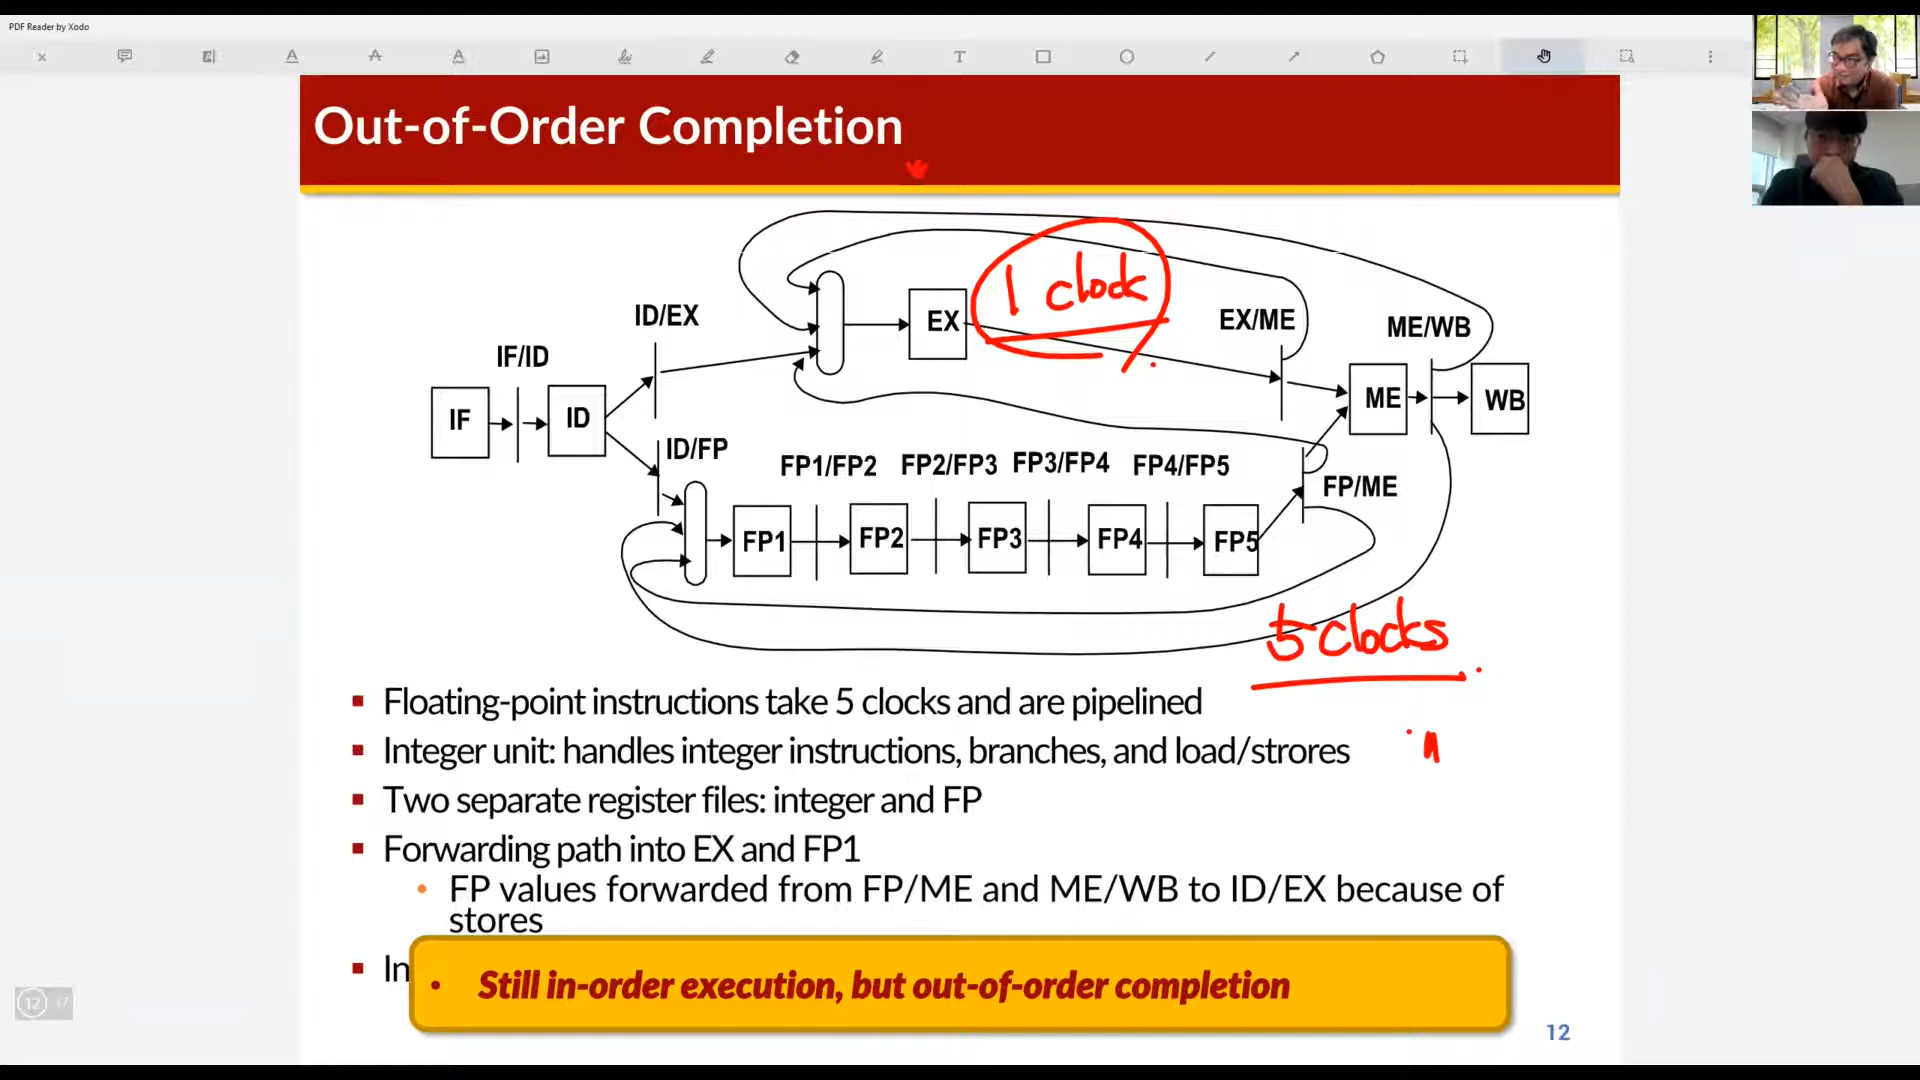 PDF Reader by Xodo
Out-of-Order Completion
1 clock
ID/EX
EX/ME
ME/WB
IF/ID
EX
IF
ID
ME
WB
ID/FP
FP1/FP2
FP2/FP3
FP3/FP4
FP4/FP5
FP/ME
FP1
FP2
FP3
FP4
FP5
5 clocks
▪ Floating-point instructions take 5 clocks and are pipelined
▪ Integer unit: handles integer instructions, branches, and load/strores
▪ Two separate register files: integer and FP
▪ Forwarding path into EX and FP1
• FP values forwarded from FP/ME and ME/WB to ID/EX because of
stores
▪ In
• Still in-order execution, but out-of-order completion
12
12